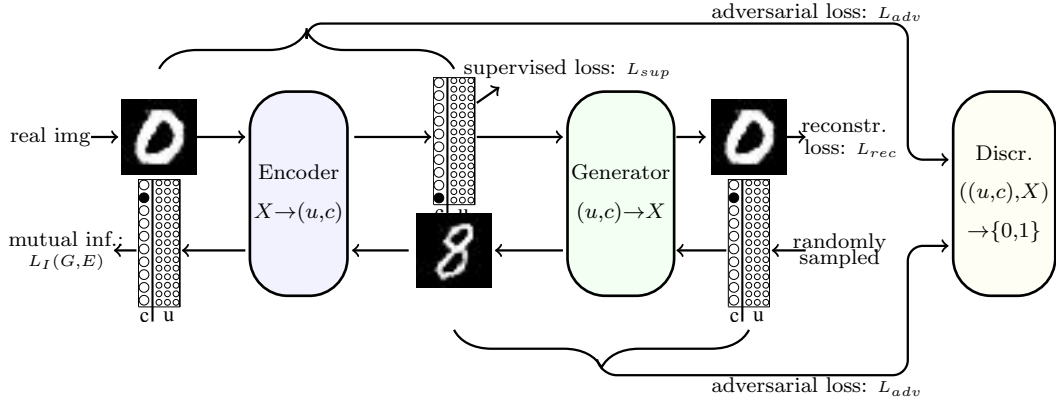 adversarial loss: L_adv
supervised loss: L_sup
real img
Encoder
X→(u,c)
c u
Generator
(u,c)→X
reconstr.
loss: L_rec
Discr.
((u,c),X)
→{0,1}
mutual inf.:
L_I(G,E)
c u
randomly
sampled
c u
adversarial loss: L_adv